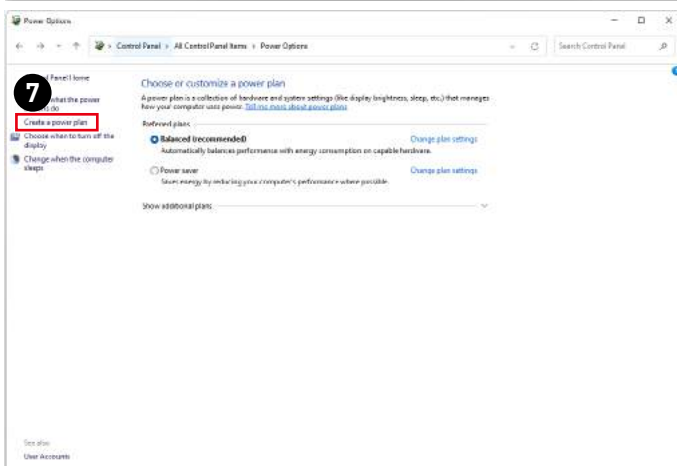 Power Options
Control Panel > All Control Panel Items > Power Options
Search Control Panel
l Panel Home
7
what the power
s do
Create a power plan
Choose when to turn off the
display
Change when the computer
sleeps
Choose or customize a power plan
A power plan is a collection of hardware and system settings (like display brightness, sleep, etc.) that manages
how your computer uses power. Tell me more about power plans
Preferred plans
Balanced (recommended) Change plan settings
Automatically balances performance with energy consumption on capable hardware.
Power saver Change plan settings
Saves energy by reducing your computer's performance where possible.
Show additional plans
See also
User Accounts